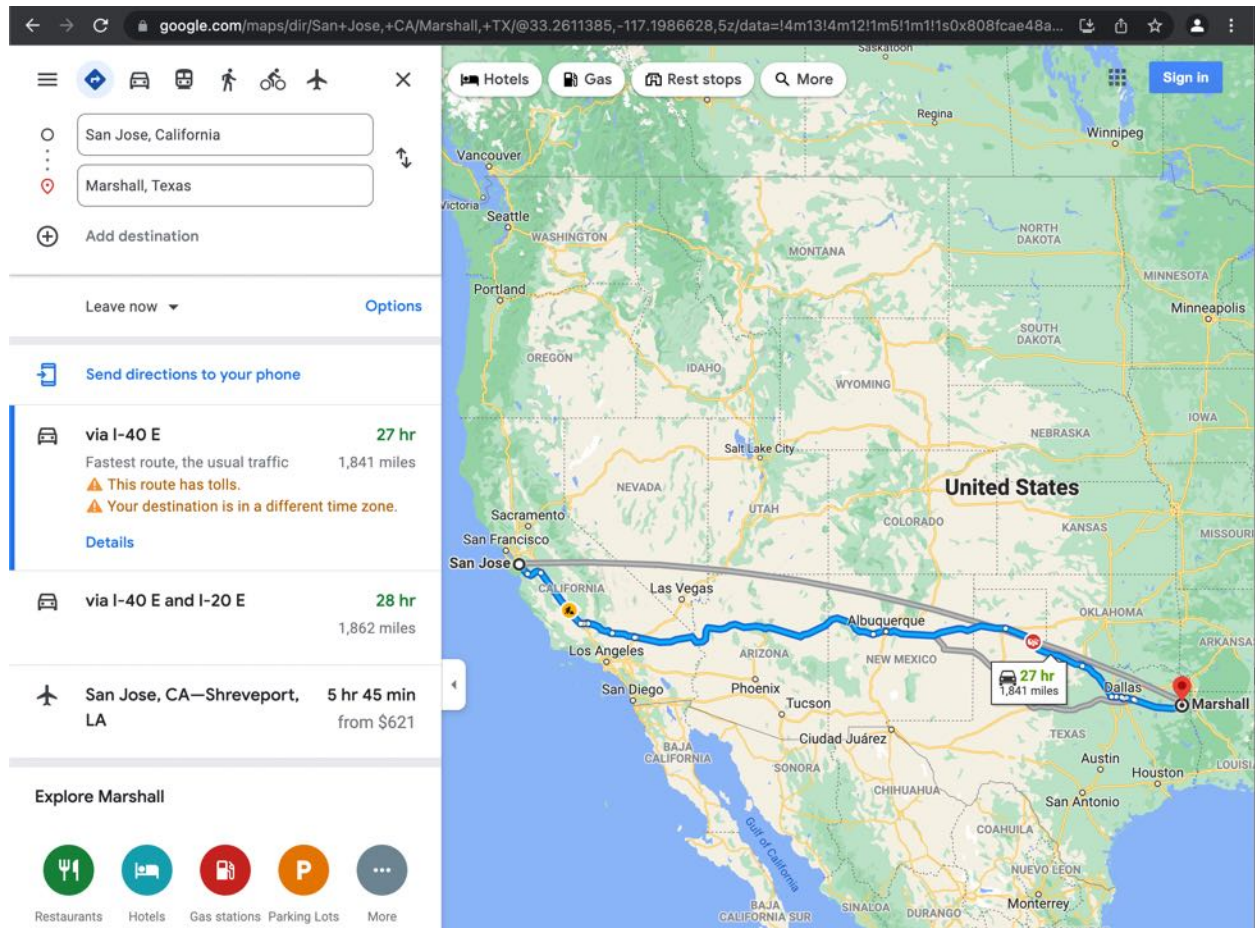 google.com/maps/dir/San+Jose,+CA/Marshall,+TX/@33.2611385,-117.1986628,5z/data=!4m13!4m12!1m5!1m1!1s0x808fcae48a...
San Jose, California
Marshall, Texas
Add destination
Leave now
Options
Send directions to your phone
via I-40 E
27 hr
Fastest route, the usual traffic
1,841 miles
This route has tolls.
Your destination is in a different time zone.
Details
via I-40 E and I-20 E
28 hr
1,862 miles
San Jose, CA—Shreveport, LA
5 hr 45 min
from $621
Explore Marshall
P
Restaurants
Hotels
Gas stations
Parking Lots
More
Hotels
Gas
Rest stops
More
Sign in
Saskatoon
Regina
Winnipeg
Vancouver
Victoria
Seattle
WASHINGTON
MONTANA
NORTH
DAKOTA
MINNESOTA
Portland
Minneapolis
SOUTH
DAKOTA
OREGON
IDAHO
WYOMING
IOWA
NEBRASKA
Salt Lake City
NEVADA
United States
UTAH
Sacramento
COLORADO
KANSAS
MISSOURI
San Francisco
San Jose
CALIFORNIA
Las Vegas
OKLAHOMA
Albuquerque
ARKANSA
Los Angeles
ARIZONA
NEW MEXICO
27 hr
1,841 miles
San Diego
Phoenix
Dallas
Marshall
Tucson
TEXAS
Ciudad Juárez
BAJA
CALIFORNIA
SONORA
Austin
LOUISI
Houston
CHIHUAHUA
San Antonio
COAHUILA
Gulf of California
NUEVO LEON
BAJA
CALIFORNIA SUR
SINALOA
DURANGO
Monterrey